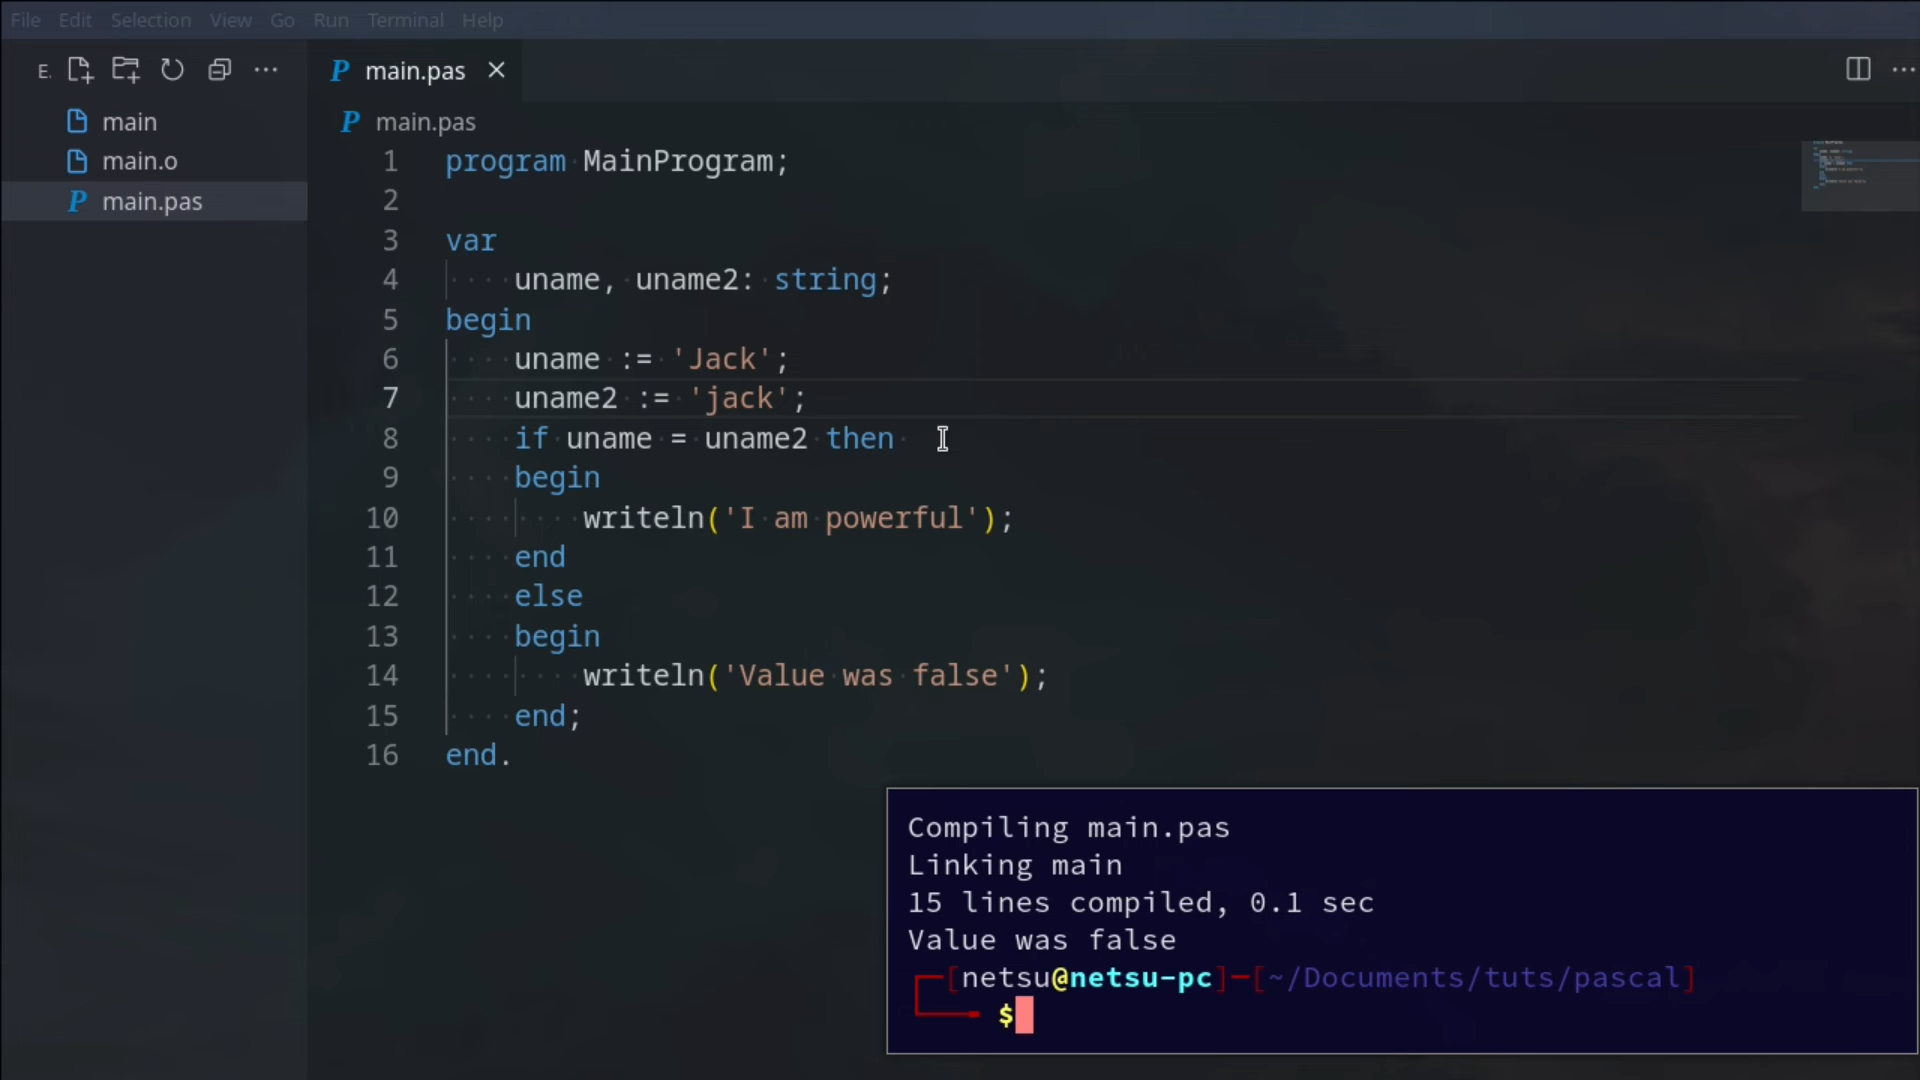 File Edit Selection View Go Run Terminal Help
E.
P main.pas
main
main.o
P main.pas
P main.pas
1 program MainProgram;
2
3 var
4 uname, uname2: string;
5 begin
6 uname := 'Jack';
7 uname2 := 'jack';
8 if uname = uname2 then
9 begin
10 writeln('I am powerful');
11 end
12 else
13 begin
14 writeln('Value was false');
15 end;
16 end.
Compiling main.pas
Linking main
15 lines compiled, 0.1 sec
Value was false
[netsu@netsu-pc]─[~/Documents/tuts/pascal]
$